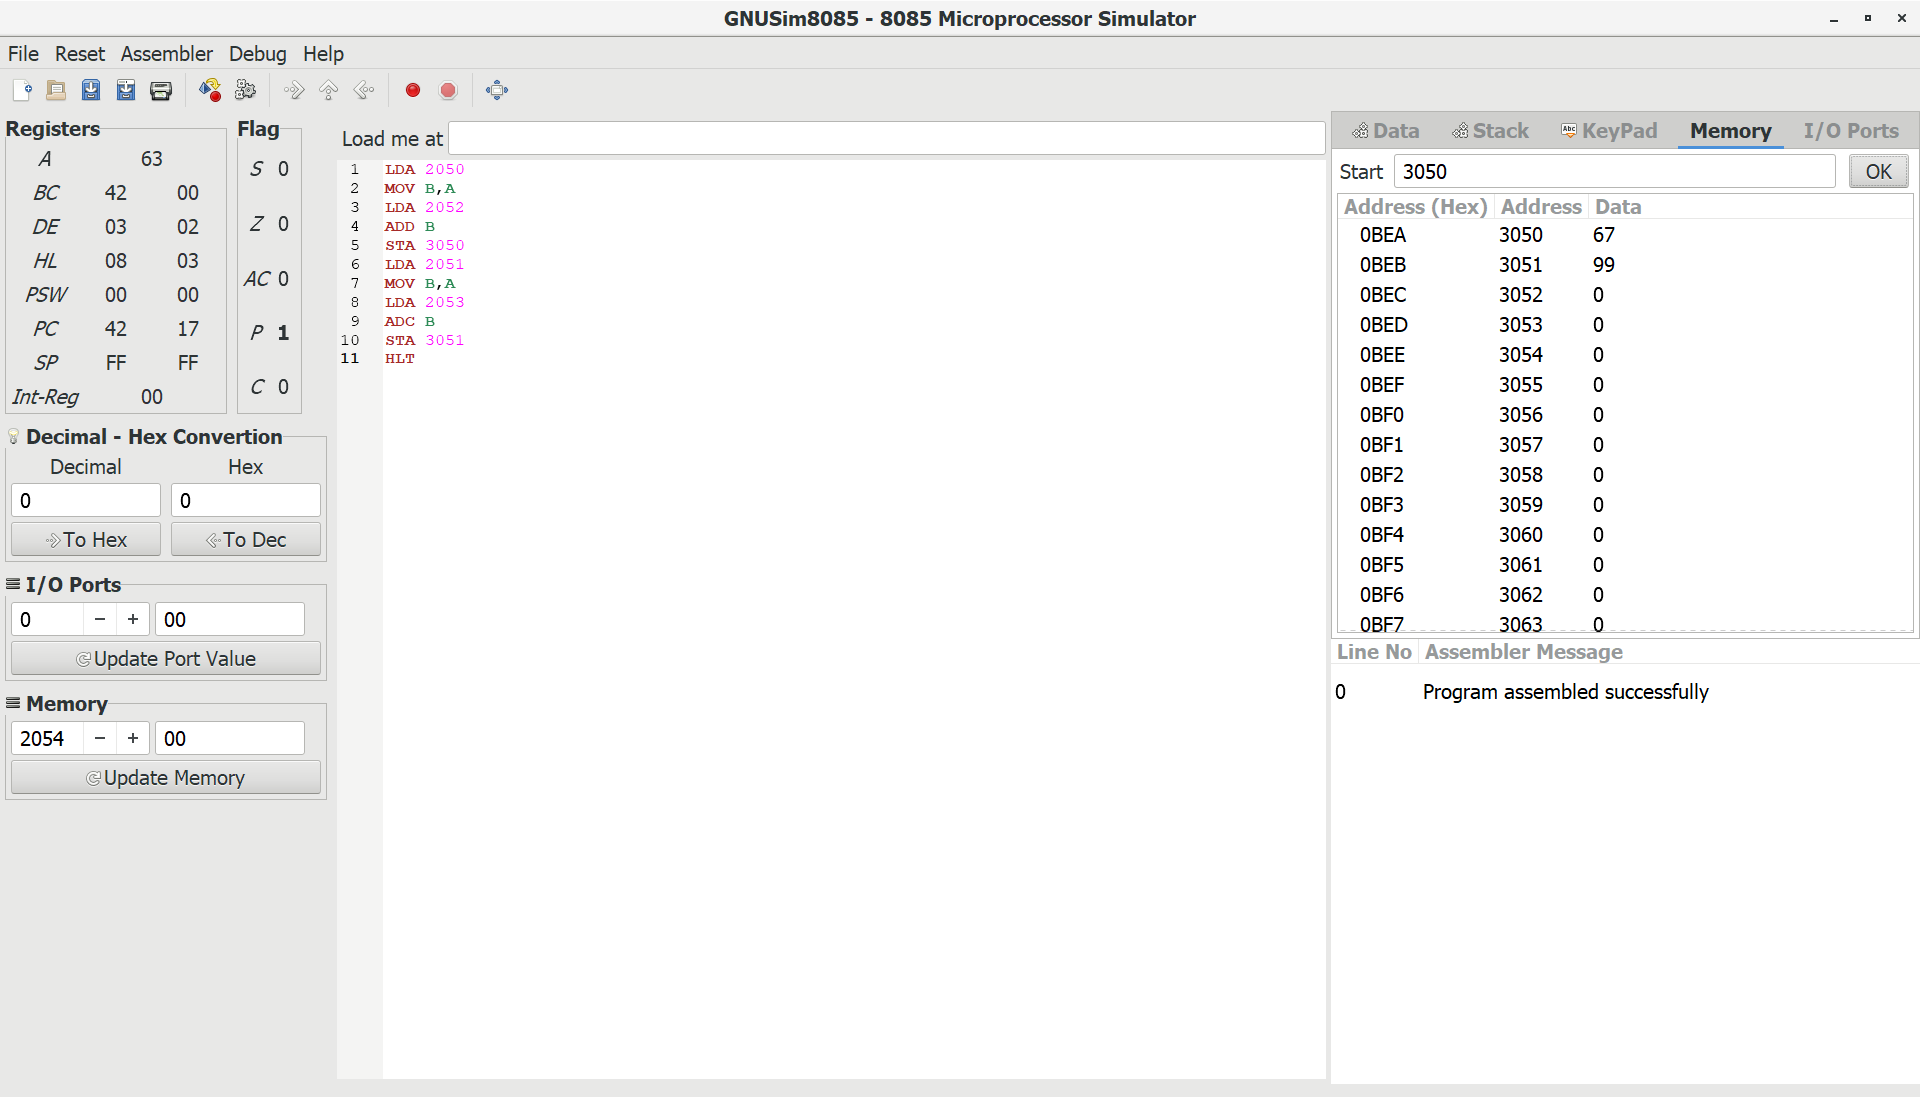 GNUSim8085 - 8085 Microprocessor Simulator
File Reset Assembler Debug Help
Registers
A 63
BC 42 00
DE 03 02
HL 08 03
PSW 00 00
PC 42 17
SP FF FF
Int-Reg 00
Flag
S 0
Z 0
AC 0
P 1
C 0
Decimal - Hex Convertion
Decimal Hex
0 0
To Hex To Dec
I/O Ports
0 − + 00
Update Port Value
Memory
2054 − + 00
Update Memory
Load me at
1 LDA 2050
2 MOV B,A
3 LDA 2052
4 ADD B
5 STA 3050
6 LDA 2051
7 MOV B,A
8 LDA 2053
9 ADC B
10 STA 3051
11 HLT
Data Stack Abc KeyPad Memory I/O Ports
Start 3050 OK
Address (Hex) Address Data
0BEA 3050 67
0BEB 3051 99
0BEC 3052 0
0BED 3053 0
0BEE 3054 0
0BEF 3055 0
0BF0 3056 0
0BF1 3057 0
0BF2 3058 0
0BF3 3059 0
0BF4 3060 0
0BF5 3061 0
0BF6 3062 0
0BF7 3063 0
Line No Assembler Message
0 Program assembled successfully